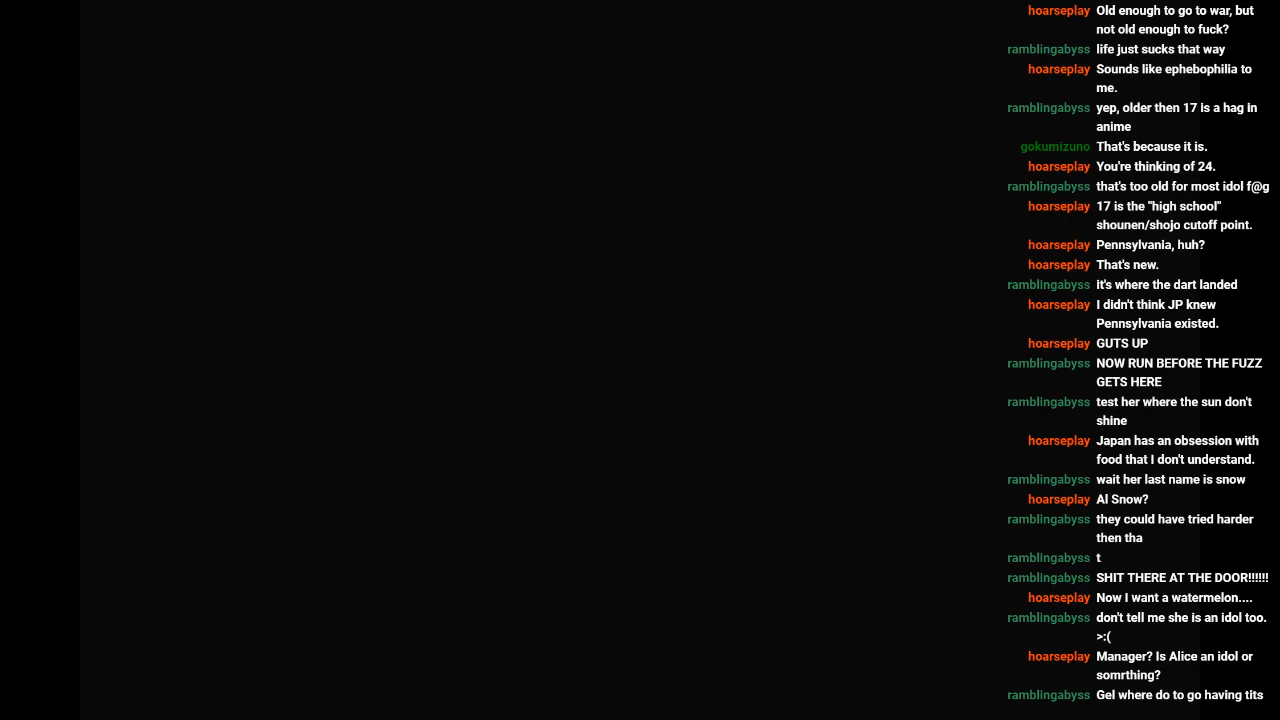 hoarseplay Old enough to go to war, but
not old enough to fuck?
ramblingabyss life just sucks that way
hoarseplay Sounds like ephebophilia to
me.
ramblingabyss yep, older then 17 is a hag in
anime
gokumizuno That's because it is.
hoarseplay You're thinking of 24.
ramblingabyss that's too old for most idol f@g
hoarseplay 17 is the "high school"
shounen/shojo cutoff point.
hoarseplay Pennsylvania, huh?
hoarseplay That's new.
ramblingabyss it's where the dart landed
hoarseplay I didn't think JP knew
Pennsylvania existed.
hoarseplay GUTS UP
ramblingabyss NOW RUN BEFORE THE FUZZ
GETS HERE
ramblingabyss test her where the sun don't
shine
hoarseplay Japan has an obsession with
food that I don't understand.
ramblingabyss wait her last name is snow
hoarseplay Al Snow?
ramblingabyss they could have tried harder
then tha
ramblingabyss t
ramblingabyss SHIT THERE AT THE DOOR!!!!!!
hoarseplay Now I want a watermelon....
ramblingabyss don't tell me she is an idol too.
>:(
hoarseplay Manager? Is Alice an idol or
somrthing?
ramblingabyss Gel where do to go having tits